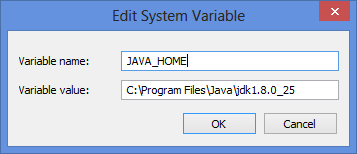 Edit System Variable
Variable name: JAVA_HOME
Variable value: C:\Program Files\Java\jdk1.8.0_25
OK Cancel